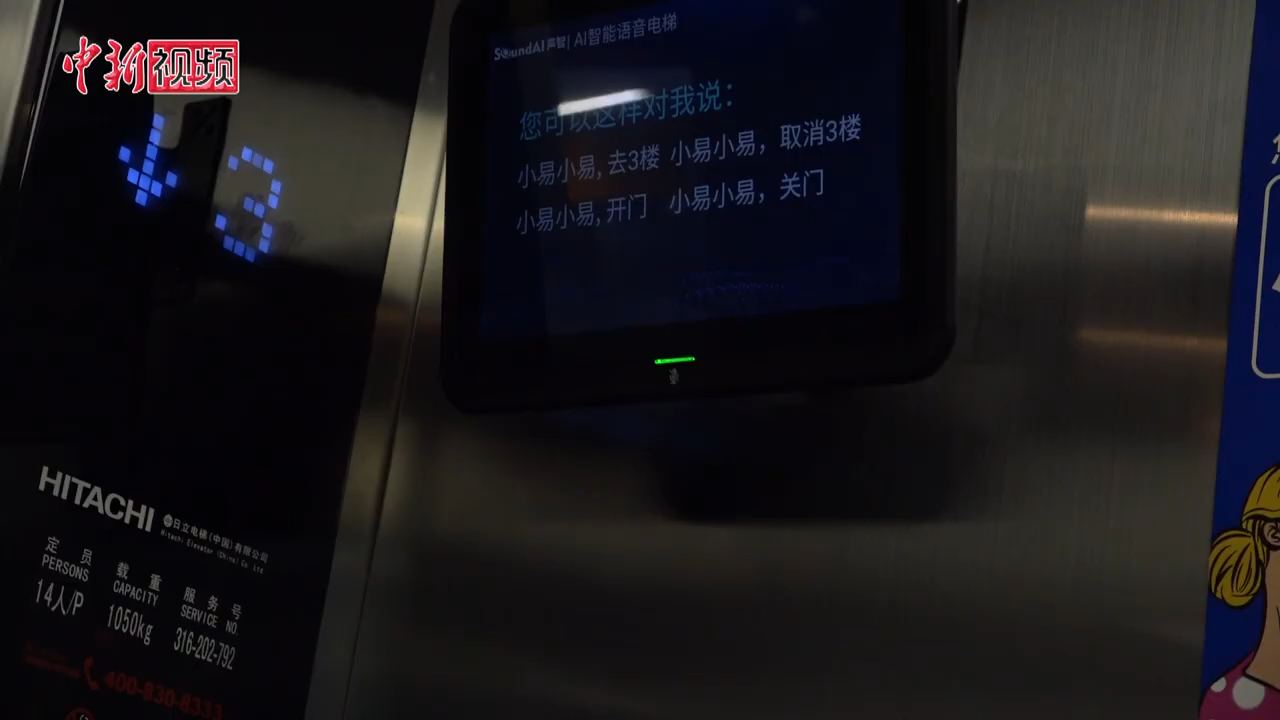 中新视频
SoundAI声智 | AI智能语音电梯
您可以这样对我说：
小易小易，去3楼 小易小易，取消3楼
小易小易，开门 小易小易，关门
3
HITACHI 日立电梯（中国）有限公司
Hitachi Elevator (China) Co., Ltd
定员 载重 服务号
PERSONS CAPACITY SERVICE NO.
14人/P 1050kg 316-202-792
400-830-8333